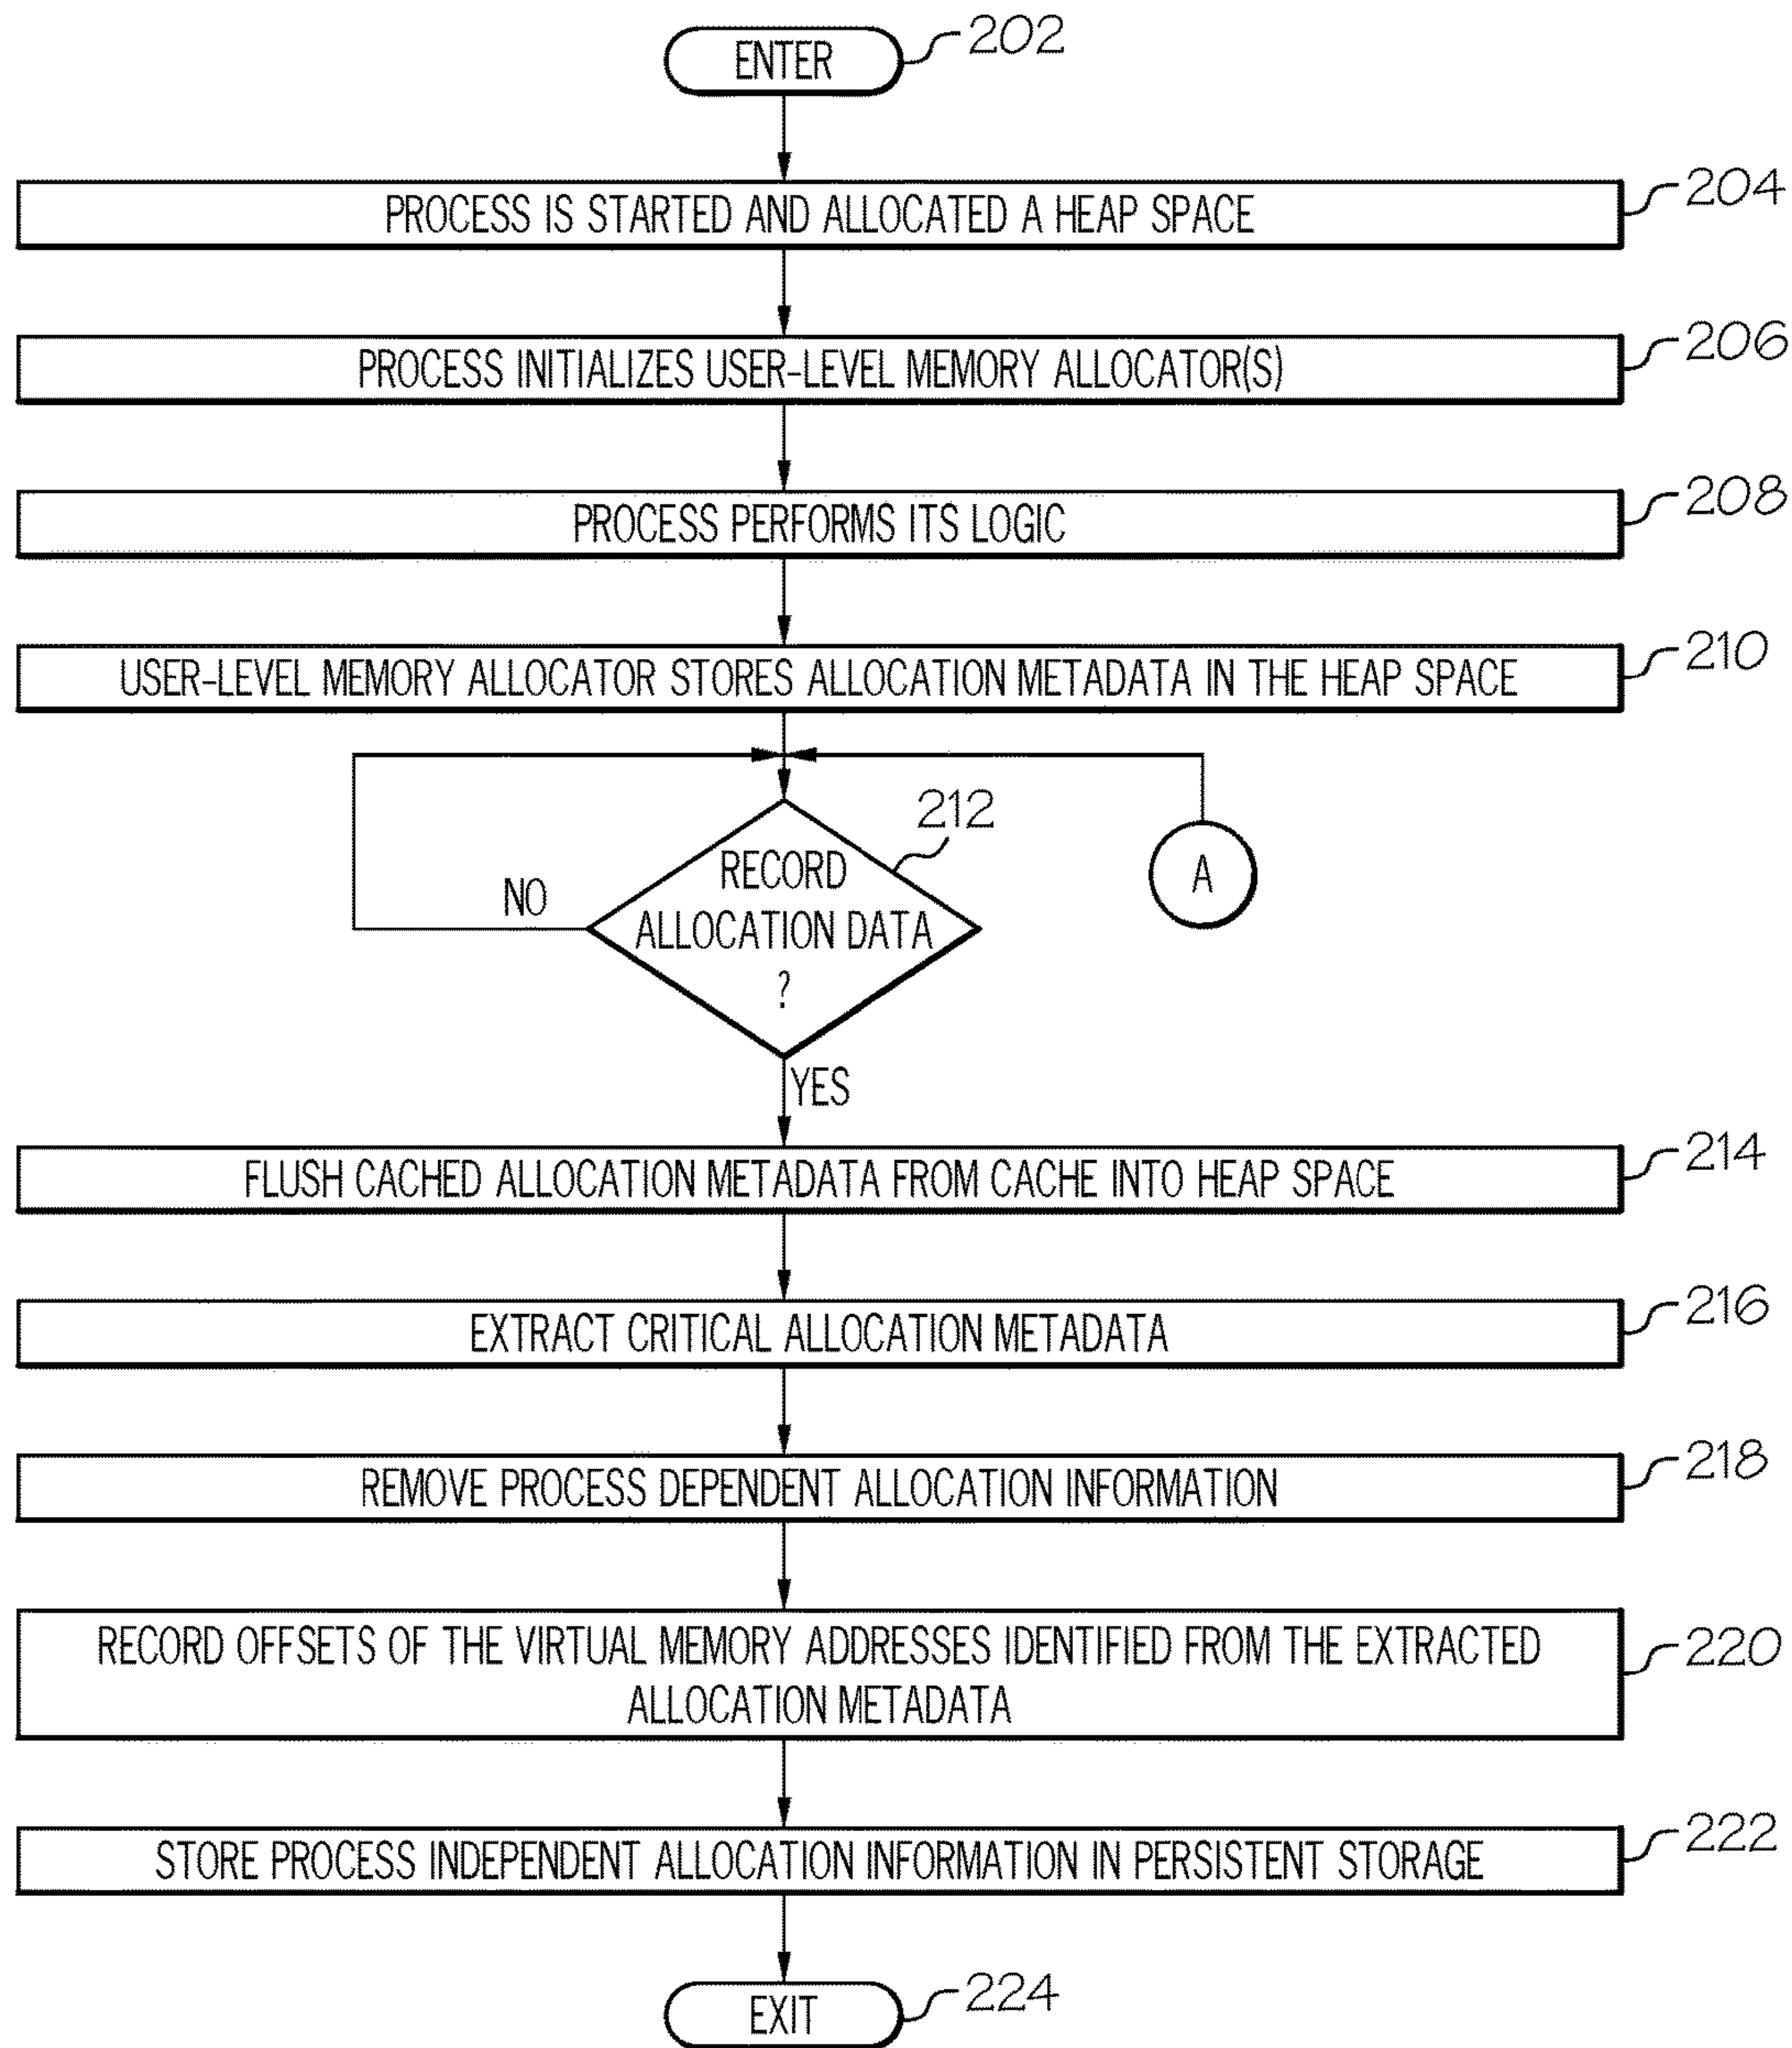 ENTER
202
PROCESS IS STARTED AND ALLOCATED A HEAP SPACE
204
PROCESS INITIALIZES USER-LEVEL MEMORY ALLOCATOR(S)
206
PROCESS PERFORMS ITS LOGIC
208
USER-LEVEL MEMORY ALLOCATOR STORES ALLOCATION METADATA IN THE HEAP SPACE
210
212
RECORD
ALLOCATION DATA
?
NO
A
YES
FLUSH CACHED ALLOCATION METADATA FROM CACHE INTO HEAP SPACE
214
EXTRACT CRITICAL ALLOCATION METADATA
216
REMOVE PROCESS DEPENDENT ALLOCATION INFORMATION
218
RECORD OFFSETS OF THE VIRTUAL MEMORY ADDRESSES IDENTIFIED FROM THE EXTRACTED
ALLOCATION METADATA
220
STORE PROCESS INDEPENDENT ALLOCATION INFORMATION IN PERSISTENT STORAGE
222
EXIT
224